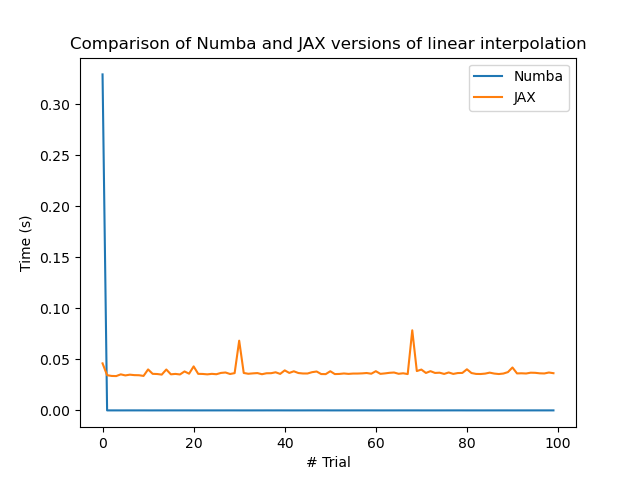 Comparison of Numba and JAX versions of linear interpolation
Numba
JAX
0.30
0.25
0.20
0.15
0.10
0.05
0.00
Time (s)
0 20 40 60 80 100
# Trial